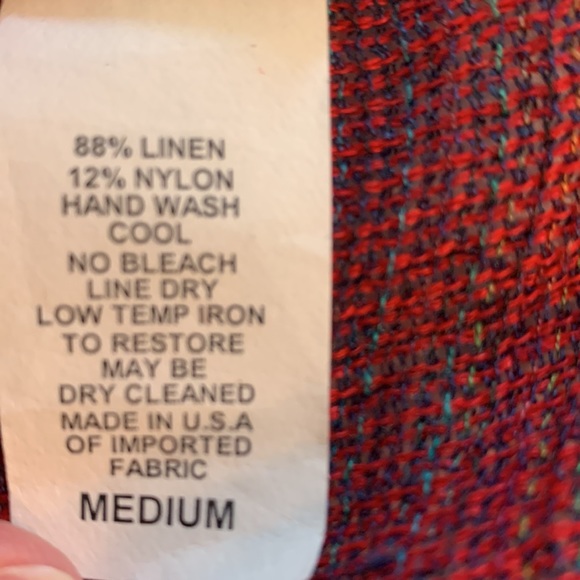 88% LINEN
12% NYLON
HAND WASH
COOL
NO BLEACH
LINE DRY
LOW TEMP IRON
TO RESTORE
MAY BE
DRY CLEANED
MADE IN U.S.A
OF IMPORTED
FABRIC
MEDIUM